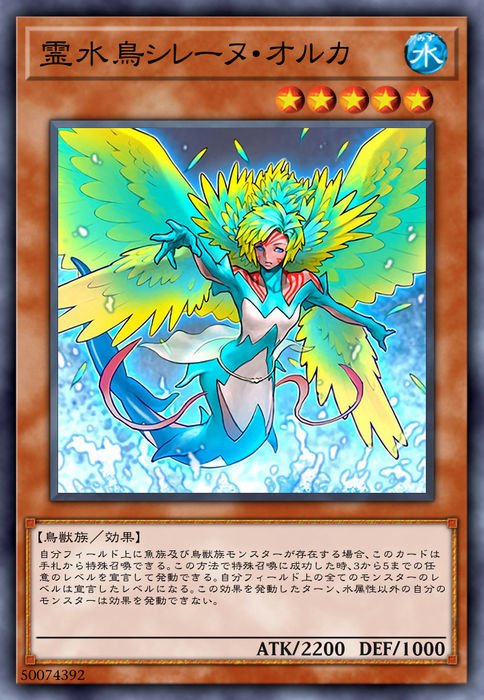 霊水鳥シレーヌ・オルカ
みず
水
【鳥獣族／効果】
自分フィールド上に魚族及び鳥獣族モンスターが存在する場合、このカードは
手札から特殊召喚できる。この方法で特殊召喚に成功した時、3から5までの任
意のレベルを宣言して発動できる。自分フィールド上の全てのモンスターのレ
ベルは宣言したレベルになる。この効果を発動したターン、水属性以外の自分の
モンスターは効果を発動できない。
ATK/2200 DEF/1000
50074392